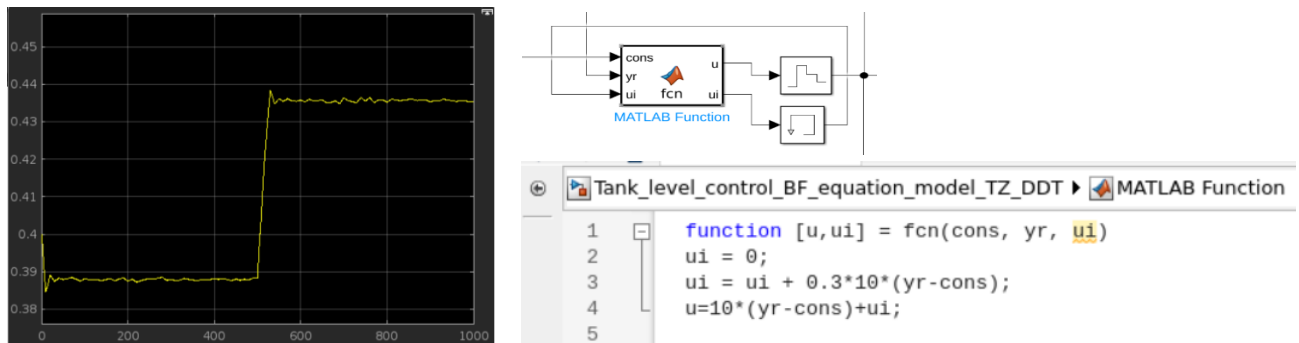 0.45
0.44
0.43
0.42
0.41
0.4
0.39
0.38
0 200 400 600 800 1000
cons
yr
ui
u
ui
fcn
MATLAB Function
Tank_level_control_BF_equation_model_TZ_DDT MATLAB Function
1 function [u,ui] = fcn(cons, yr, ui)
2 ui = 0;
3 ui = ui + 0.3*10*(yr-cons);
4 u=10*(yr-cons)+ui;
5